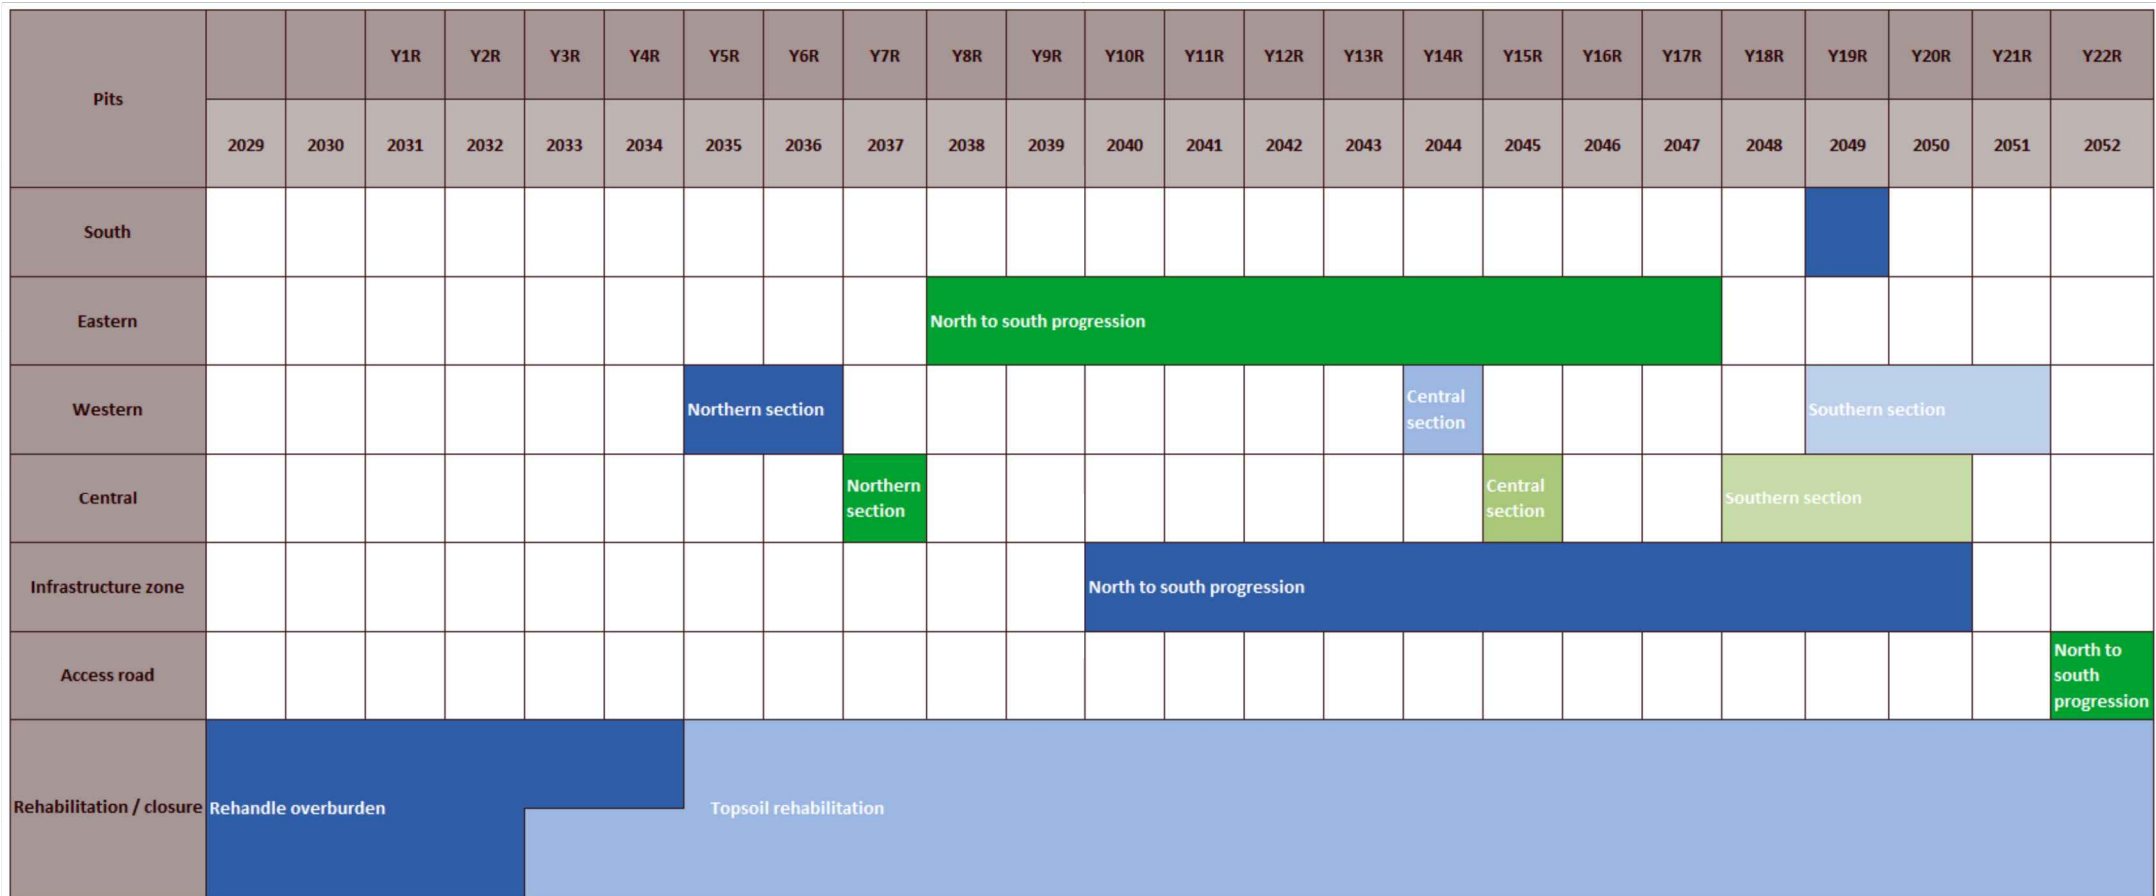 Pits
Y1R Y2R Y3R Y4R Y5R Y6R Y7R Y8R Y9R Y10R Y11R Y12R Y13R Y14R Y15R Y16R Y17R Y18R Y19R Y20R Y21R Y22R
2029 2030 2031 2032 2033 2034 2035 2036 2037 2038 2039 2040 2041 2042 2043 2044 2045 2046 2047 2048 2049 2050 2051 2052
South
Eastern
North to south progression
Western
Northern section
Central
section
Southern section
Central
Northern
section
Central
section
Southern section
Infrastructure zone
North to south progression
Access road
North to
south
progression
Rehabilitation / closure
Rehandle overburden
Topsoil rehabilitation